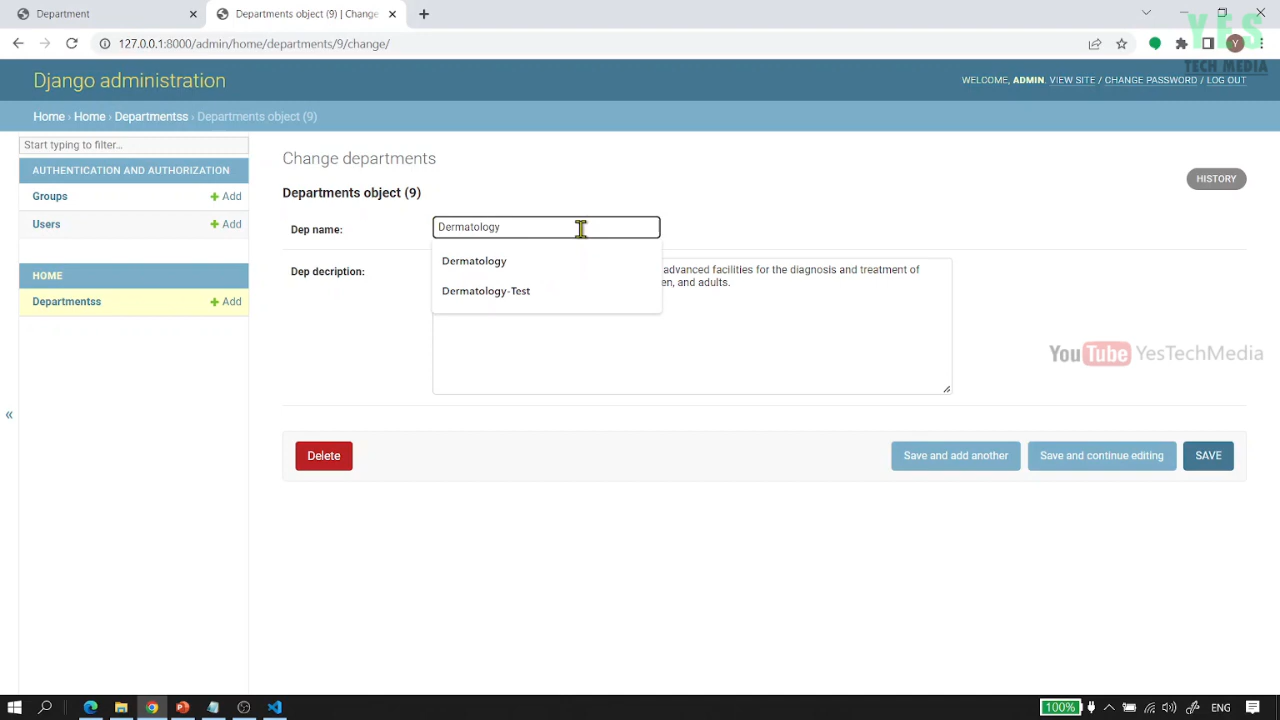 Department
Departments object (9) | Change
YES
127.0.0.1:8000/admin/home/departments/9/change/
Y
TECH MEDIA
Django administration
WELCOME, ADMIN. VIEW SITE / CHANGE PASSWORD / LOG OUT
Home › Home › Departmentss › Departments object (9)
Start typing to filter...
AUTHENTICATION AND AUTHORIZATION
Groups
+ Add
Users
+ Add
HOME
Departmentss
+ Add
«
Change departments
HISTORY
Departments object (9)
Dep name:
Dermatology
Dermatology
Dermatology-Test
Dep decription:
advanced facilities for the diagnosis and treatment of
en, and adults.
YouTube YesTechMedia
Delete
Save and add another
Save and continue editing
SAVE
100%
ENG